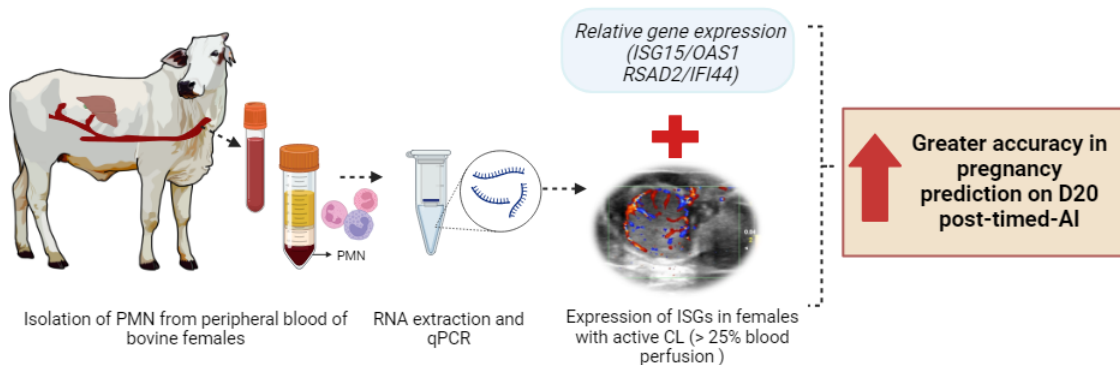 Relative gene expression
(ISG15/OAS1
RSAD2/IFI44)
Greater accuracy in
pregnancy
prediction on D20
post-timed-AI
PMN
Isolation of PMN from peripheral blood of
bovine females
RNA extraction and
qPCR
Expression of ISGs in females
with active CL (> 25% blood
perfusion )